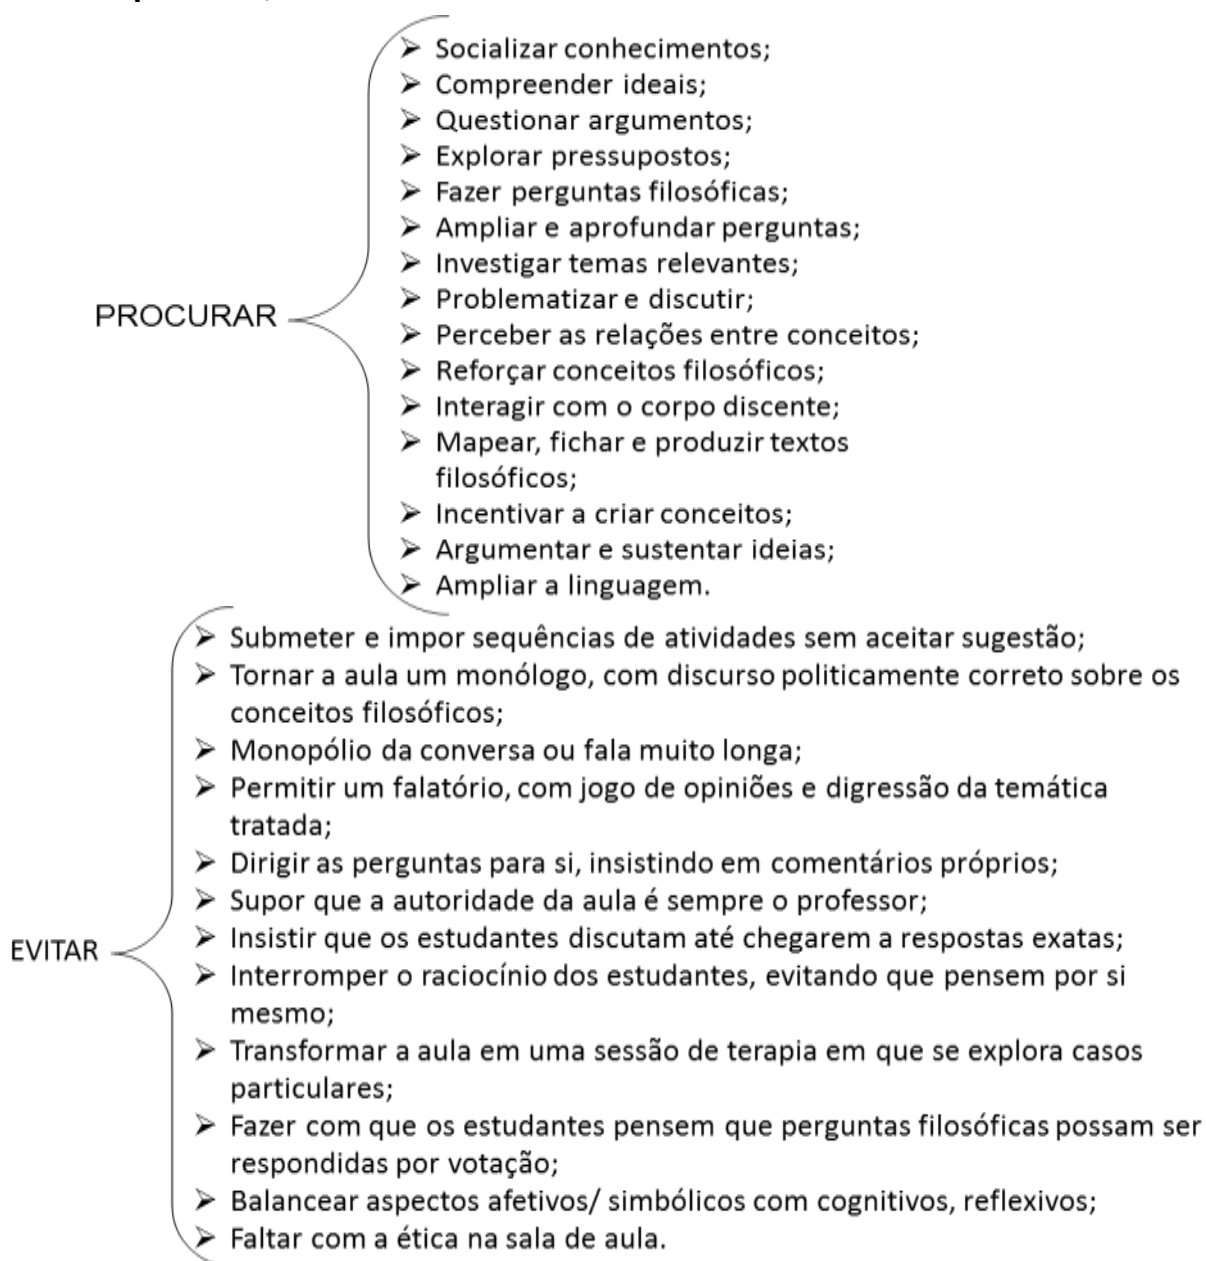 Socializar conhecimentos;
Compreender ideais;
Questionar argumentos;
Explorar pressupostos;
Fazer perguntas filosóficas;
Ampliar e aprofundar perguntas;
Investigar temas relevantes;
Problematizar e discutir;
PROCURAR
Perceber as relações entre conceitos;
Reforçar conceitos filosóficos;
Interagir com o corpo discente;
Mapear, fichar e produzir textos
filosóficos;
Incentivar a criar conceitos;
Argumentar e sustentar ideias;
Ampliar a linguagem.
Submeter e impor sequências de atividades sem aceitar sugestão;
Tornar a aula um monólogo, com discurso politicamente correto sobre os
conceitos filosóficos;
Monopólio da conversa ou fala muito longa;
Permitir um falatório, com jogo de opiniões e digressão da temática
tratada;
Dirigir as perguntas para si, insistindo em comentários próprios;
Supor que a autoridade da aula é sempre o professor;
Insistir que os estudantes discutam até chegarem a respostas exatas;
EVITAR
Interromper o raciocínio dos estudantes, evitando que pensem por si
mesmo;
Transformar a aula em uma sessão de terapia em que se explora casos
particulares;
Fazer com que os estudantes pensem que perguntas filosóficas possam ser
respondidas por votação;
Balancear aspectos afetivos/ simbólicos com cognitivos, reflexivos;
Faltar com a ética na sala de aula.